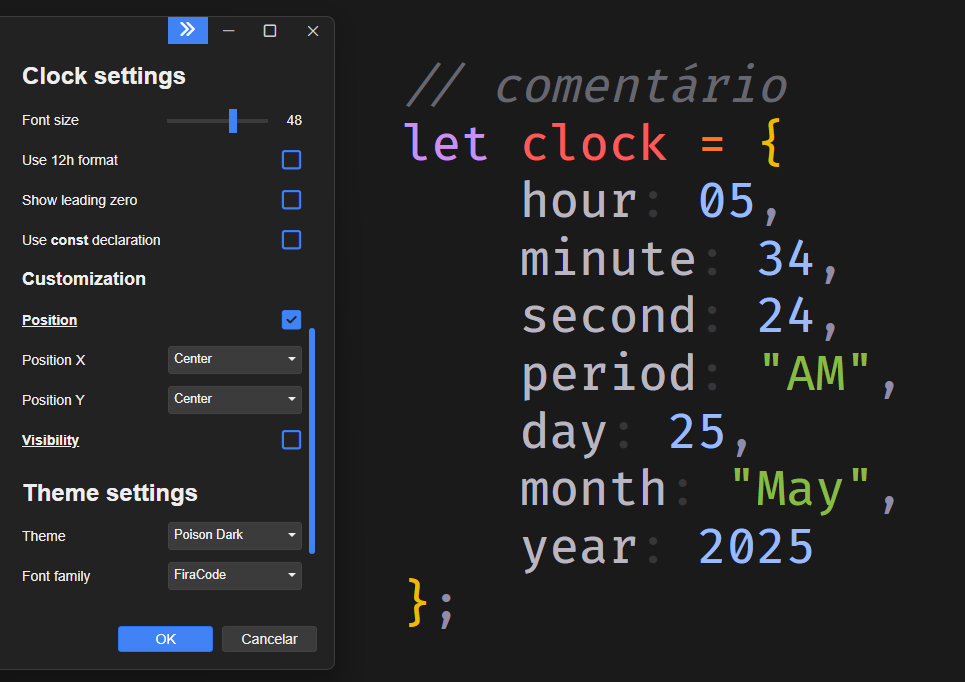 Clock settings
Font size 48
Use 12h format
Show leading zero
Use const declaration
Customization
Position
Position X Center
Position Y Center
Visibility
Theme settings
Theme Poison Dark
Font family FiraCode
OK Cancelar
// comentário
let clock = {
hour: 05,
minute: 34,
second: 24,
period: "AM",
day: 25,
month: "May",
year: 2025
};